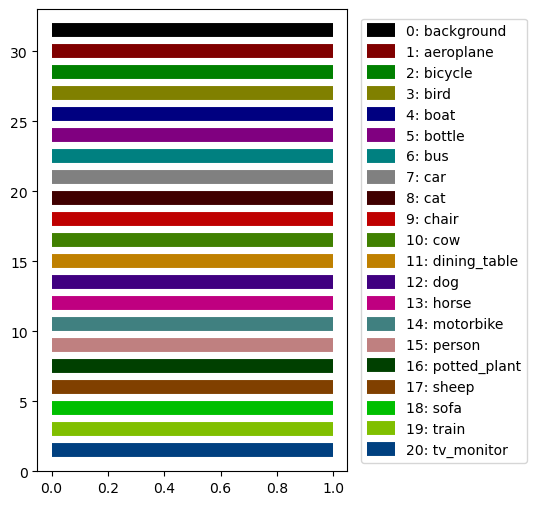 30
25
20
15
10
5
0
0.0 0.2 0.4 0.6 0.8 1.0
0: background
1: aeroplane
2: bicycle
3: bird
4: boat
5: bottle
6: bus
7: car
8: cat
9: chair
10: cow
11: dining_table
12: dog
13: horse
14: motorbike
15: person
16: potted_plant
17: sheep
18: sofa
19: train
20: tv_monitor